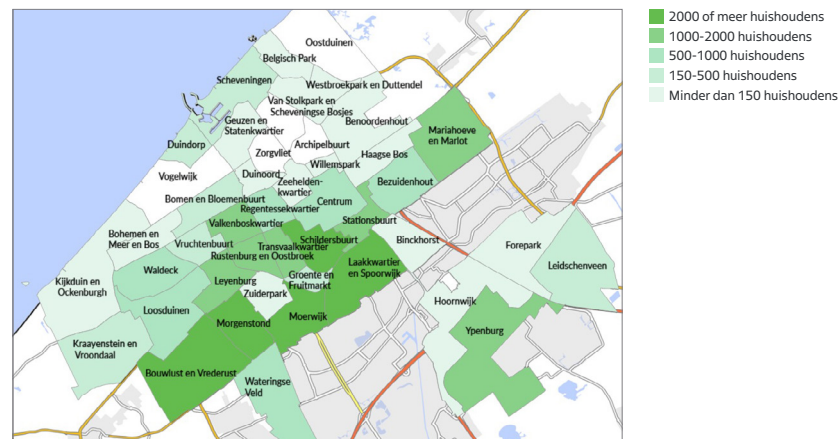 Oostduinen
Belgisch Park
Scheveningen
Westbroekpark en Duttendel
Van Stolkpark en
Scheveningse Bosjes
Geuzen en
Statenkwartier
Benoordenhout
Mariahoeve
en Marlot
Duindorp
Zorgvliet
Archipelbuurt
Haagse Bos
Willemspark
Vogelwijk
Duinoord
Zeehelden-
kwartier
Bezuidenhout
Bomen en Bloemenbuurt
Centrum
Regentessekwartier
Valkenboskwartier
Stationsbuurt
Bohemen en
Meer en Bos
Vruchtenbuurt
Transvaalkwartier
Schildersbuurt
Binckhorst
Forepark
Rustenburg en Oostbroek
Laakkwartier
en Spoorwijk
Leidschenveen
Waldeck
Kijkduin en
Ockenburgh
Leyenburg
Groente en
Fruitmarkt
Zuiderpark
Hoornwijk
Loosduinen
Morgenstond
Moerwijk
Ypenburg
Kraayenstein en
Vroondaal
Bouwlust en Vrederust
Wateringse
Veld
2000 of meer huishoudens
1000-2000 huishoudens
500-1000 huishoudens
150-500 huishoudens
Minder dan 150 huishoudens